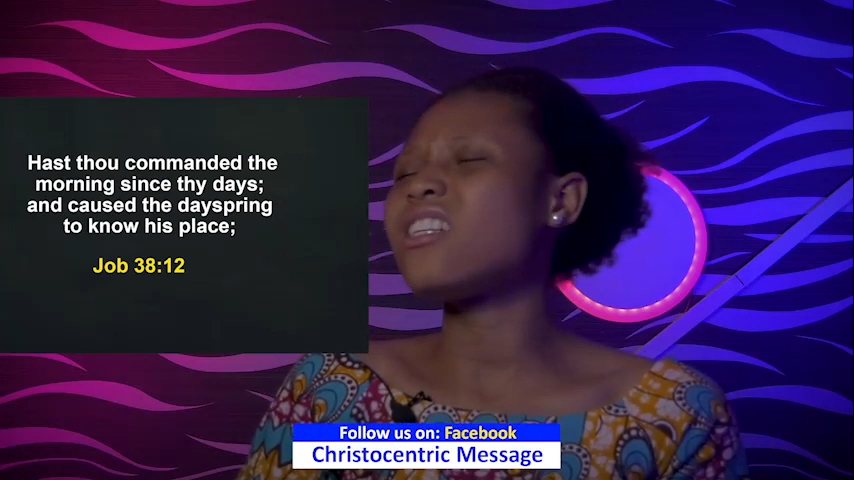 Hast thou commanded the
morning since thy days;
and caused the dayspring
to know his place;
Job 38:12
Follow us on: Facebook
Christocentric Message